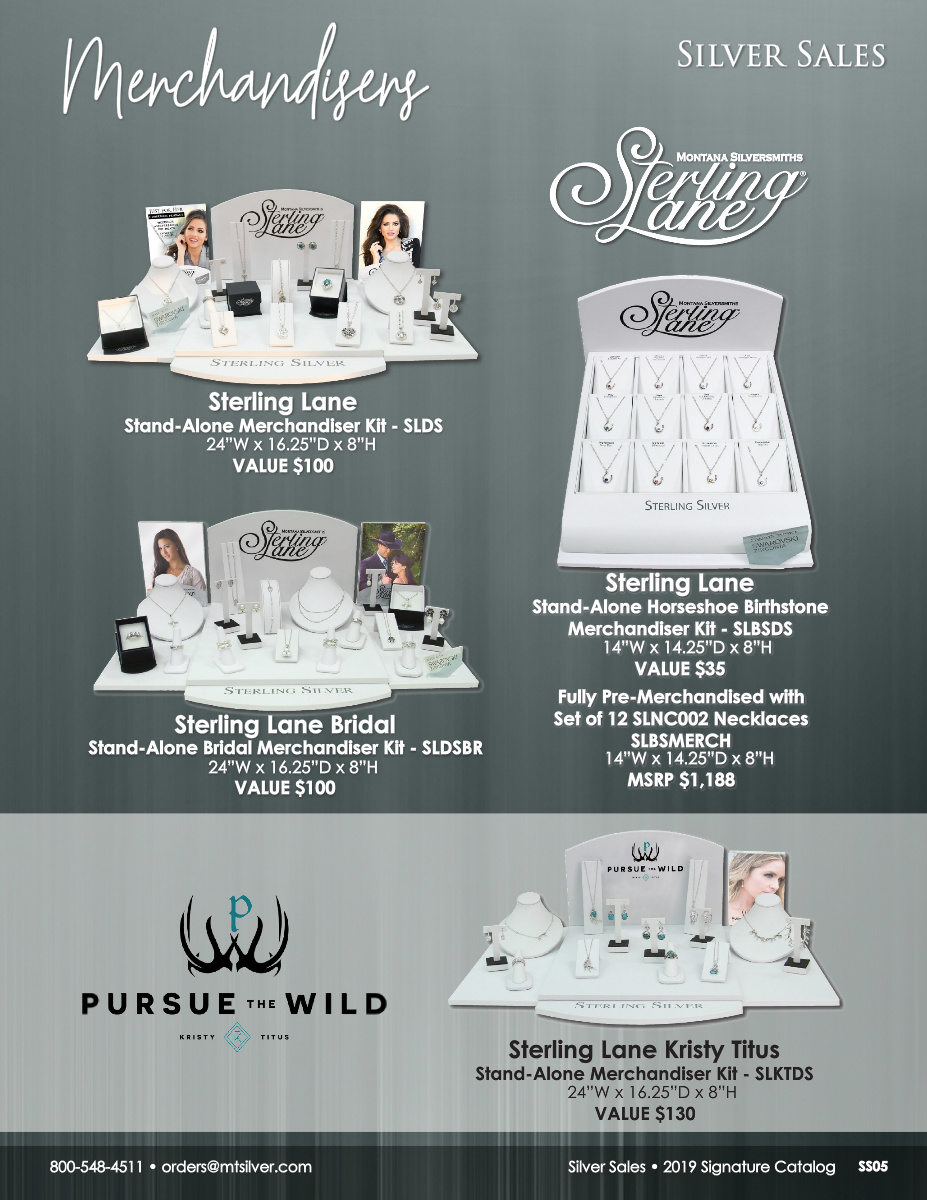 Merchandisers
SILVER SALES
MONTANA SILVERSMITHS
Sterling
Lane®
MONTANA SILVERSMITHS
Sterling
Lane
STERLING SILVER
Sterling Lane
Stand-Alone Merchandiser Kit - SLDS
24”W x 16.25”D x 8”H
VALUE $100
MONTANA SILVERSMITHS
Sterling
Lane
STERLING SILVER
SWAROVSKI
ZIRCONIA
Sterling Lane
Stand-Alone Horseshoe Birthstone
Merchandiser Kit - SLBSDS
14”W x 14.25”D x 8”H
VALUE $35
Fully Pre-Merchandised with
Set of 12 SLNC002 Necklaces
SLBSMERCH
14”W x 14.25”D x 8”H
MSRP $1,188
MONTANA SILVERSMITHS
Sterling
Lane
STERLING SILVER
Sterling Lane Bridal
Stand-Alone Bridal Merchandiser Kit - SLDSBR
24”W x 16.25”D x 8”H
VALUE $100
P
PURSUE THE WILD
KRISTY TITUS
P
PURSUE THE WILD
STERLING SILVER
Sterling Lane Kristy Titus
Stand-Alone Merchandiser Kit - SLKTDS
24”W x 16.25”D x 8”H
VALUE $130
800-548-4511 • orders@mtsilver.com
Silver Sales • 2019 Signature Catalog SS05